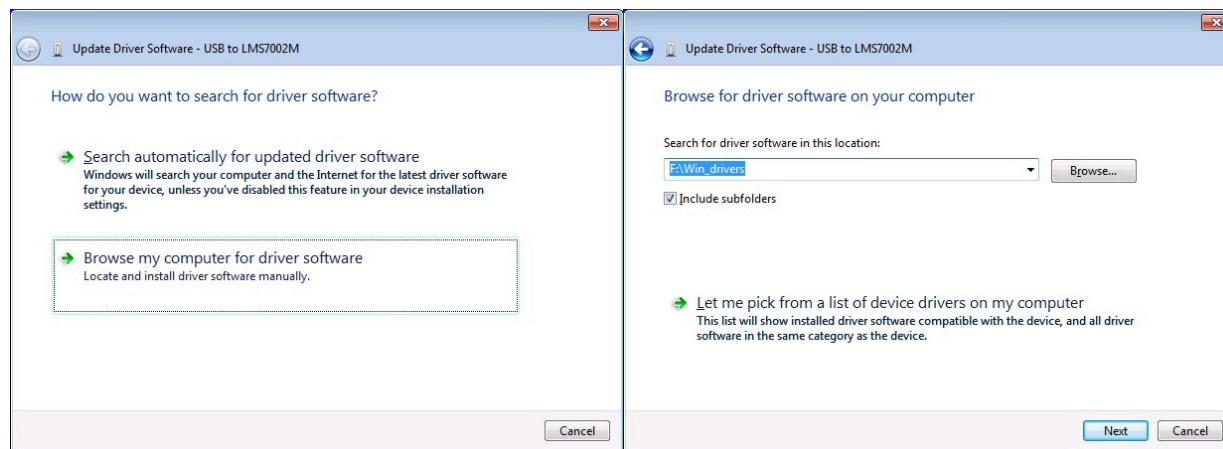 Update Driver Software - USB to LMS7002M
How do you want to search for driver software?
Search automatically for updated driver software
Windows will search your computer and the Internet for the latest driver software
for your device, unless you've disabled this feature in your device installation
settings.
Browse my computer for driver software
Locate and install driver software manually.
Cancel
Update Driver Software - USB to LMS7002M
Browse for driver software on your computer
Search for driver software in this location:
F:\Win_drivers
Browse...
Include subfolders
Let me pick from a list of device drivers on my computer
This list will show installed driver software compatible with the device, and all driver
software in the same category as the device.
Next
Cancel